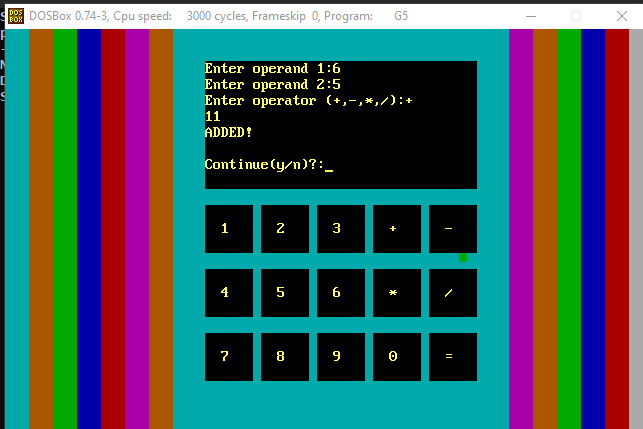 DOSBox 0.74-3, Cpu speed: 3000 cycles, Frameskip 0, Program: G5
Enter operand 1:6
Enter operand 2:5
Enter operator (+,-,*,/):+
11
ADDED!
Continue(y/n)?:_
1 2 3 + -
4 5 6 * /
7 8 9 0 =